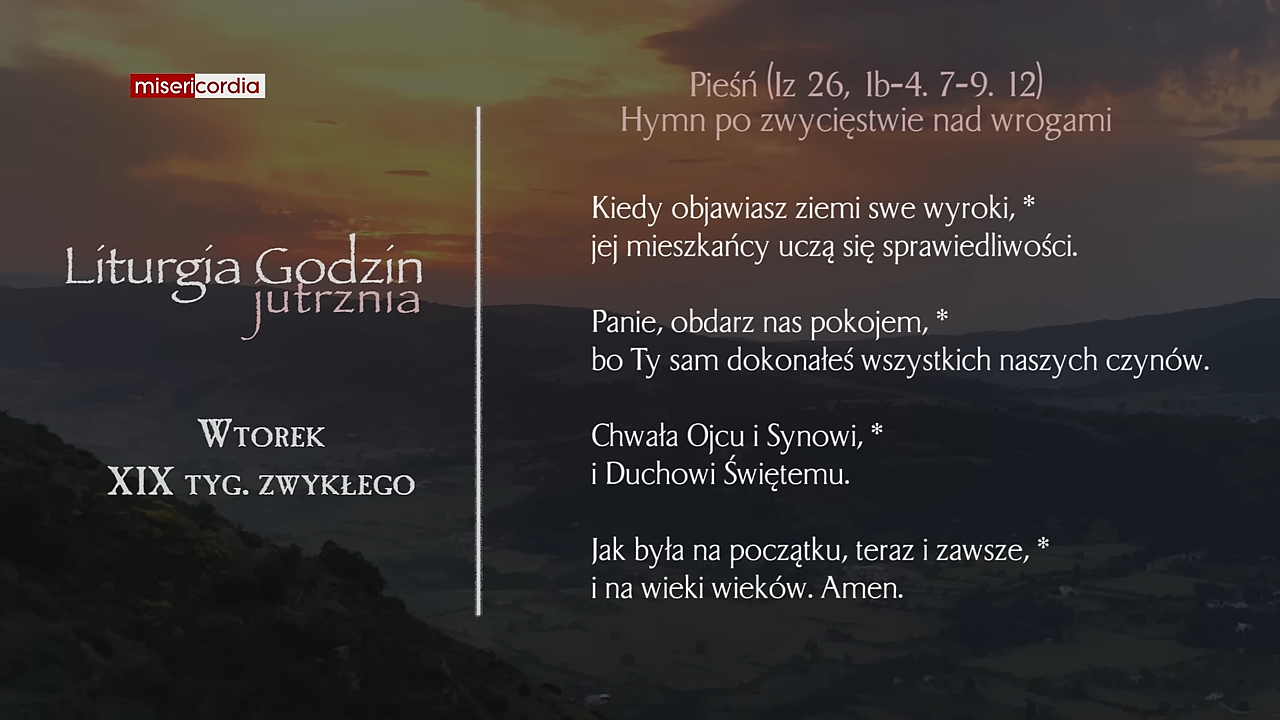 misericordia
Liturgia Godzin
jutrznia
Wtorek
XIX tyg. zwykłego
Pieśń (Iz 26, 1b-4. 7-9. 12)
Hymn po zwycięstwie nad wrogami
Kiedy objawiasz ziemi swe wyroki, *
jej mieszkańcy uczą się sprawiedliwości.
Panie, obdarz nas pokojem, *
bo Ty sam dokonałeś wszystkich naszych czynów.
Chwała Ojcu i Synowi, *
i Duchowi Świętemu.
Jak była na początku, teraz i zawsze, *
i na wieki wieków. Amen.